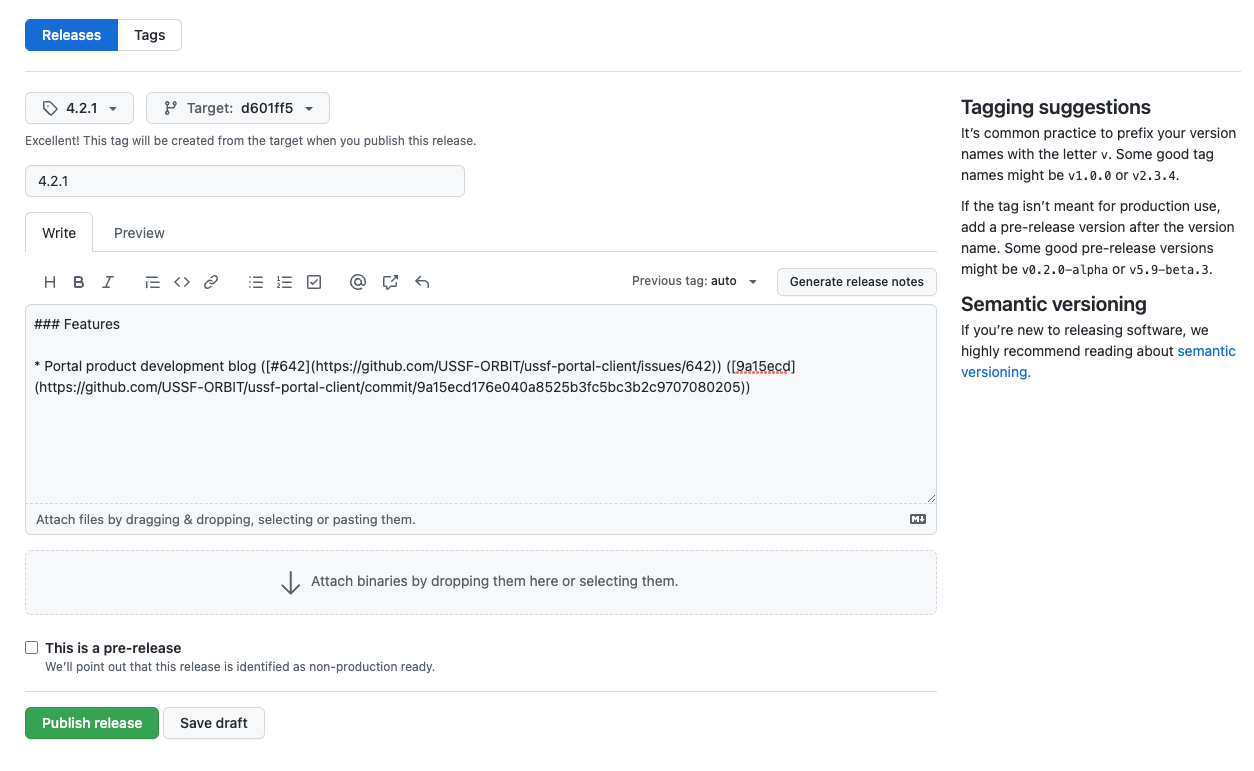 Releases Tags
4.2.1 Target: d601ff5
Excellent! This tag will be created from the target when you publish this release.
4.2.1
Write Preview
Previous tag: auto Generate release notes
### Features
* Portal product development blog ([#642](https://github.com/USSF-ORBIT/ussf-portal-client/issues/642)) ([9a15ecd]
(https://github.com/USSF-ORBIT/ussf-portal-client/commit/9a15ecd176e040a8525b3fc5bc3b2c9707080205))
Attach files by dragging & dropping, selecting or pasting them.
Attach binaries by dropping them here or selecting them.
This is a pre-release
We'll point out that this release is identified as non-production ready.
Publish release Save draft
Tagging suggestions
It's common practice to prefix your version
names with the letter v. Some good tag
names might be v1.0.0 or v2.3.4.
If the tag isn't meant for production use,
add a pre-release version after the version
name. Some good pre-release versions
might be v0.2.0-alpha or v5.9-beta.3.
Semantic versioning
If you're new to releasing software, we
highly recommend reading about semantic
versioning.